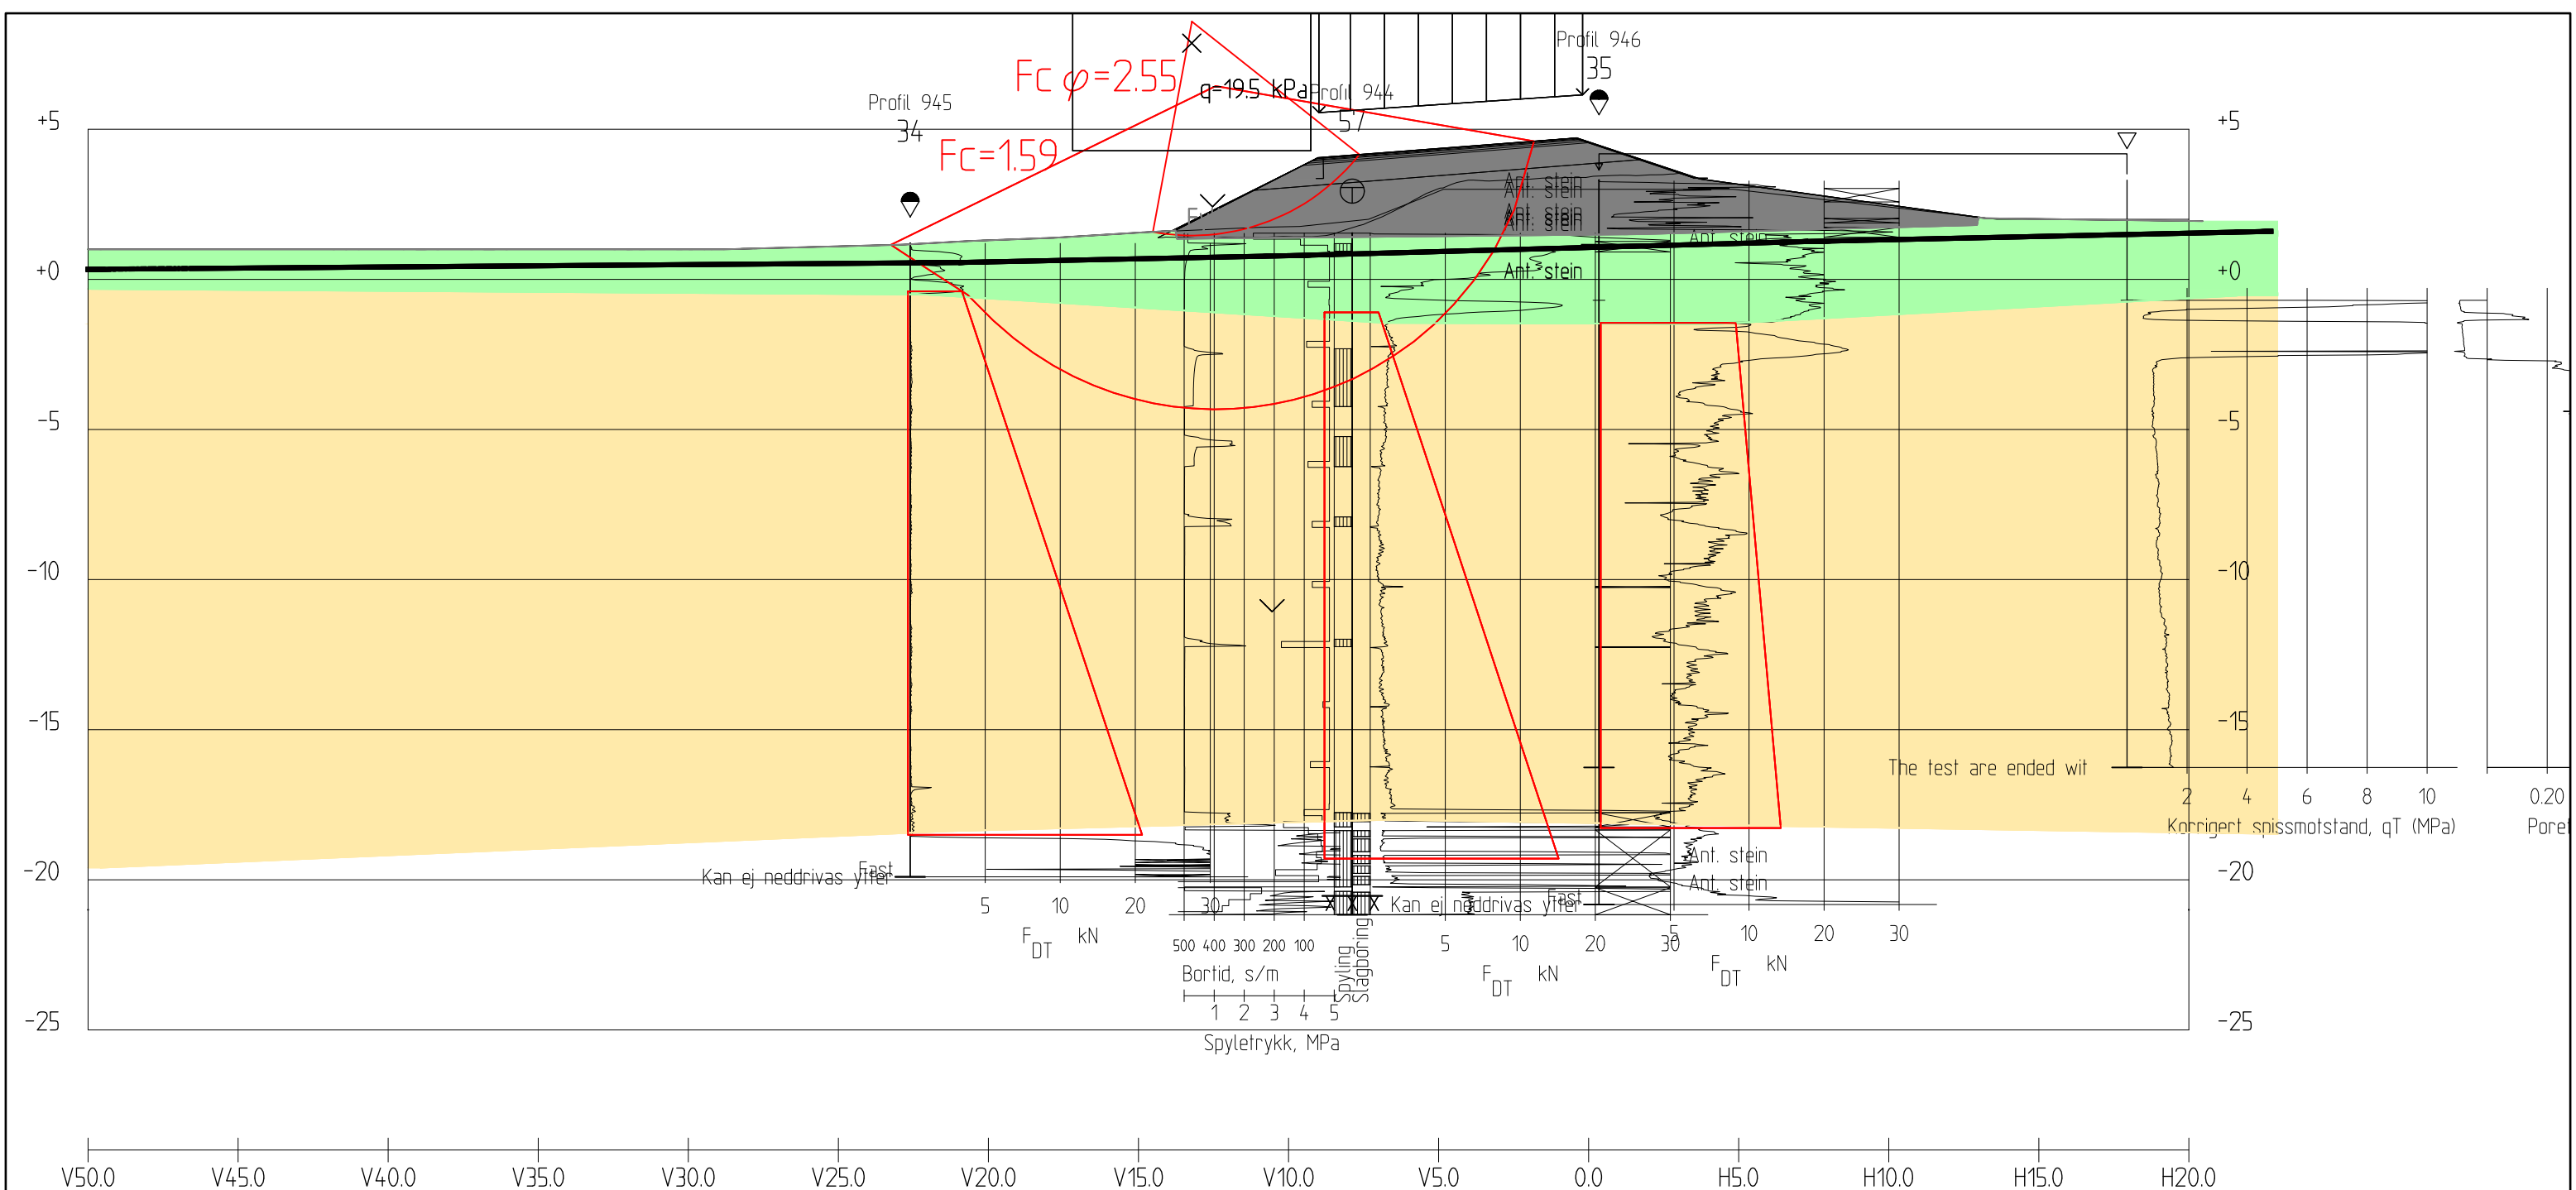 Profil 946
35
Fc φ=2.55
q=19.5 kPa
Profil 944
57
Profil 945
34
Fc=1.59
+5
+5
Ant. stein
Ant. stein
Ant. stein
Ant. stein
Ant. stein
+0
Ant. stein
+0
-5
-5
-10
-10
-15
-15
The test are ended wit
2 4 6 8 10
0.20
Korrigert spissmotstand, qT (MPa)
Poret
Ant. stein
Fast
Kan ej neddrivas ytter
-20
-20
Ant. stein
Fast
Kan ej neddrivas ytter
5 10 20 30
F DT kN
500 400 300 200 100
Spyling
Slagboring
5 10 20 30
F DT kN
5 10 20 30
F DT kN
Bortid, s/m
1 2 3 4 5
Spyletrykk, MPa
-25
-25
V50.0 V45.0 V40.0 V35.0 V30.0 V25.0 V20.0 V15.0 V10.0 V5.0 0.0 H5.0 H10.0 H15.0 H20.0